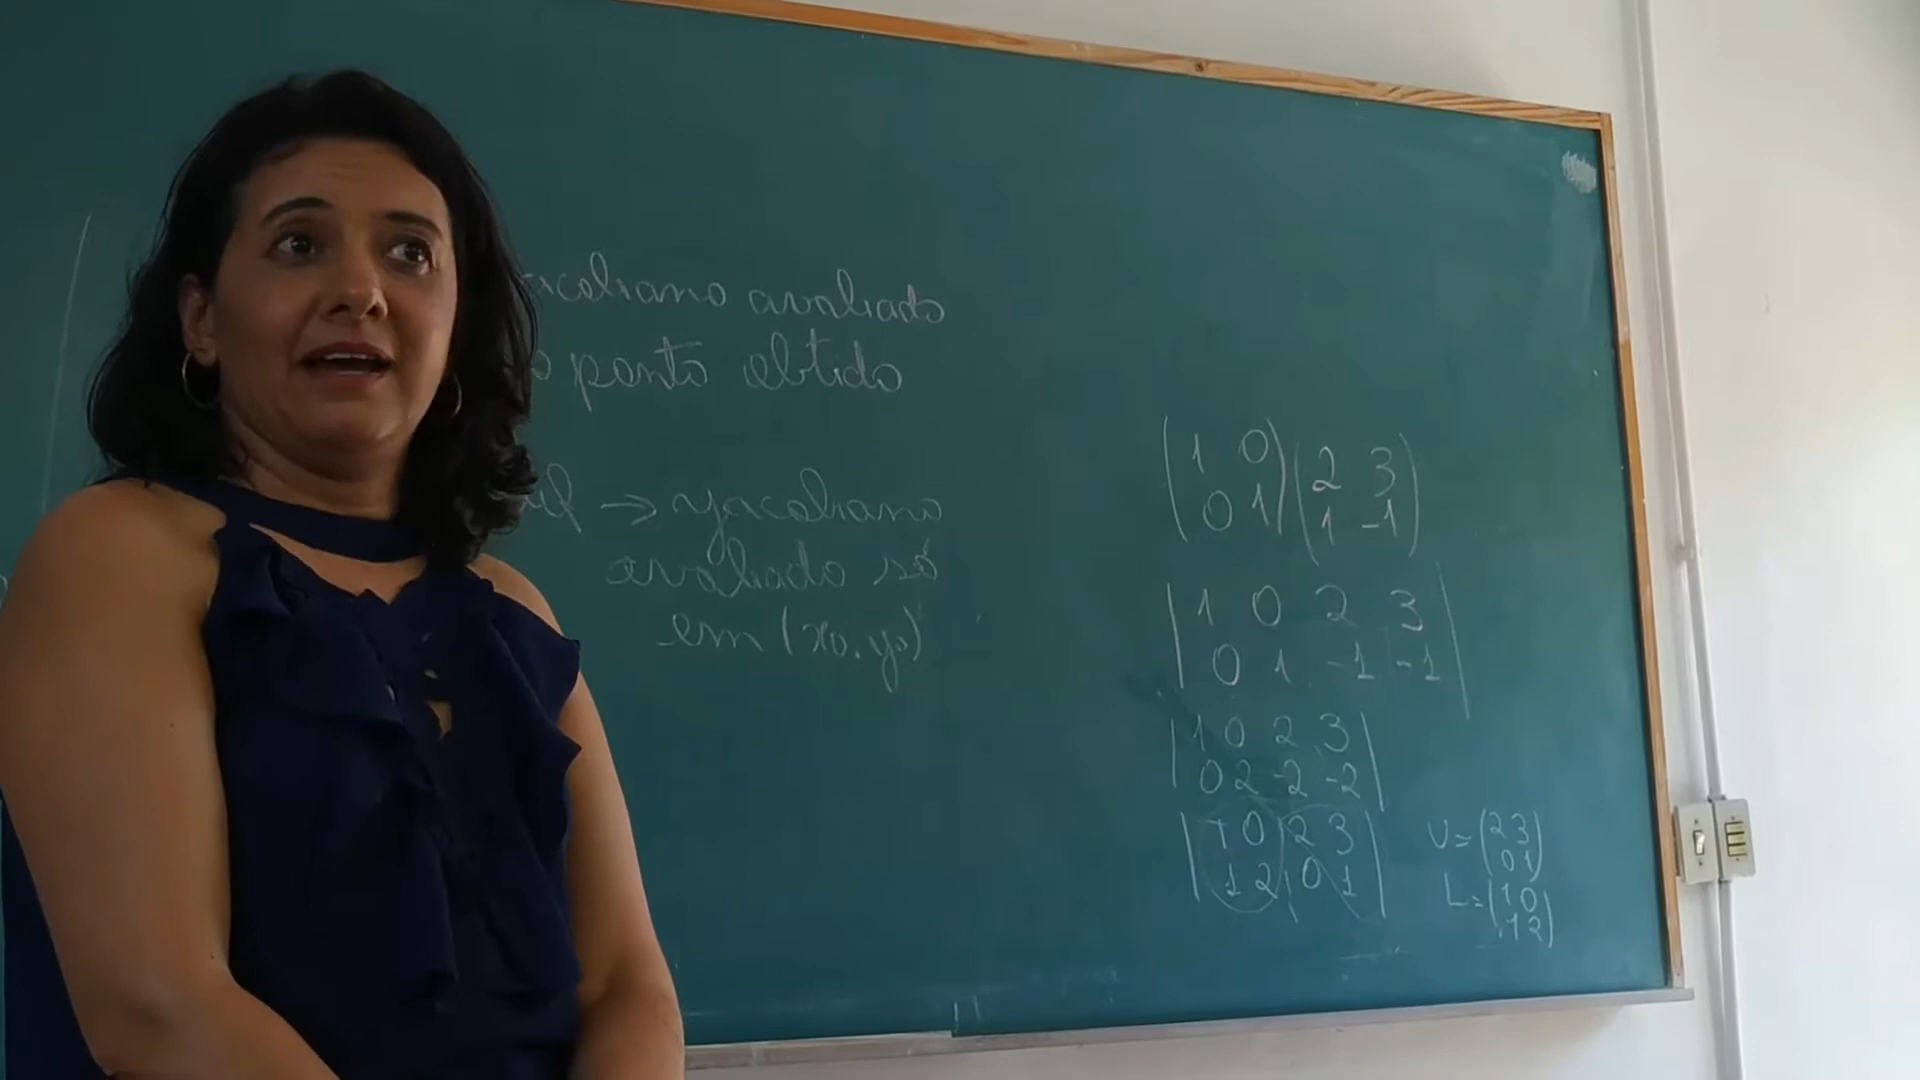 jacobiano avaliado
ponto obtido
→ jacobiano
avaliado só
em (x₀, y₀)
(1 0) (2 3)
(0 1) (1 -1)
| 1 0 2 3 |
| 0 1 -1 -1 |
| 1 0 2 3 |
| 0 2 -2 -2 |
| 1 0 | 2 3 |
| 1 2 | 0 1 |
U = (2 3)
(0 1)
L = (1 0)
(1 2)